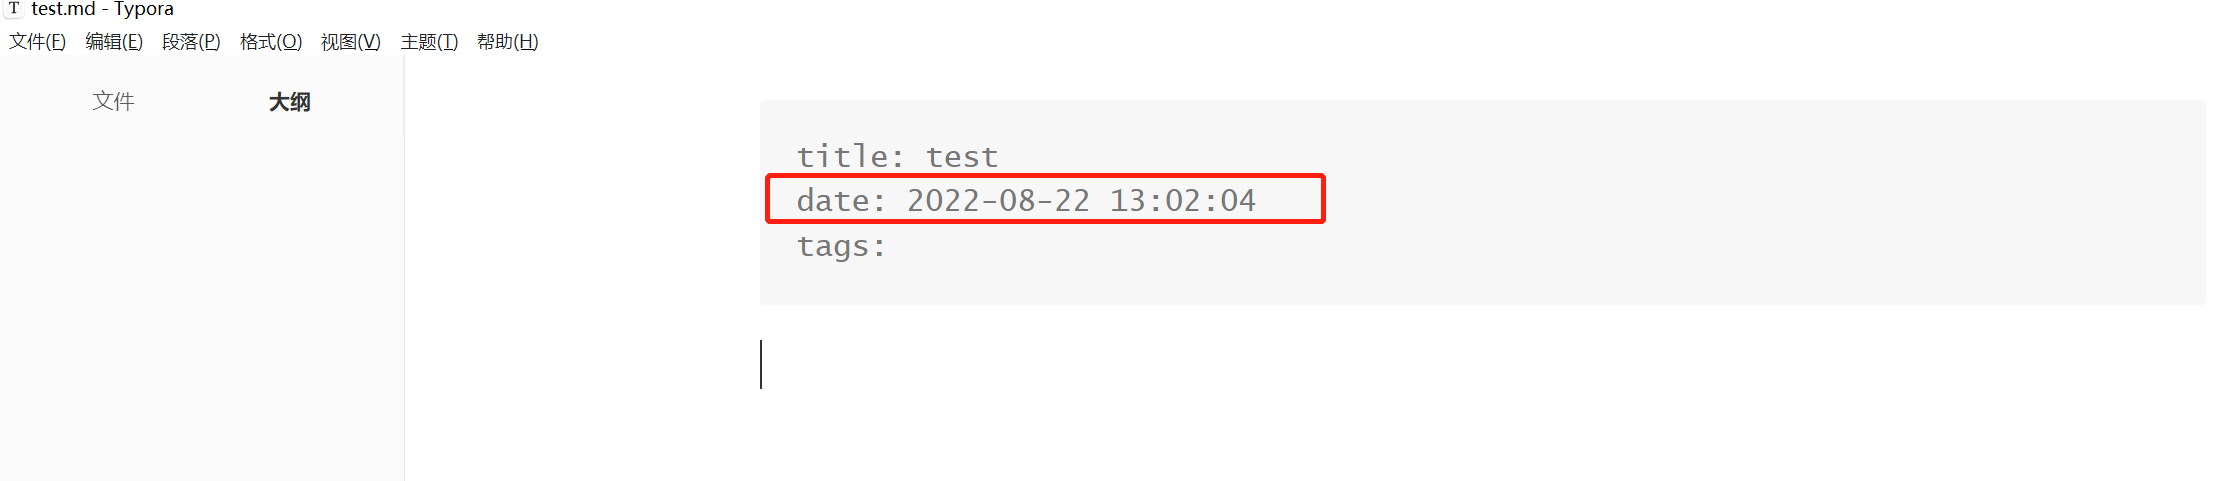 T test.md - Typora
文件(F) 编辑(E) 段落(P) 格式(O) 视图(V) 主题(T) 帮助(H)
文件 大纲
title: test
date: 2022-08-22 13:02:04
tags: